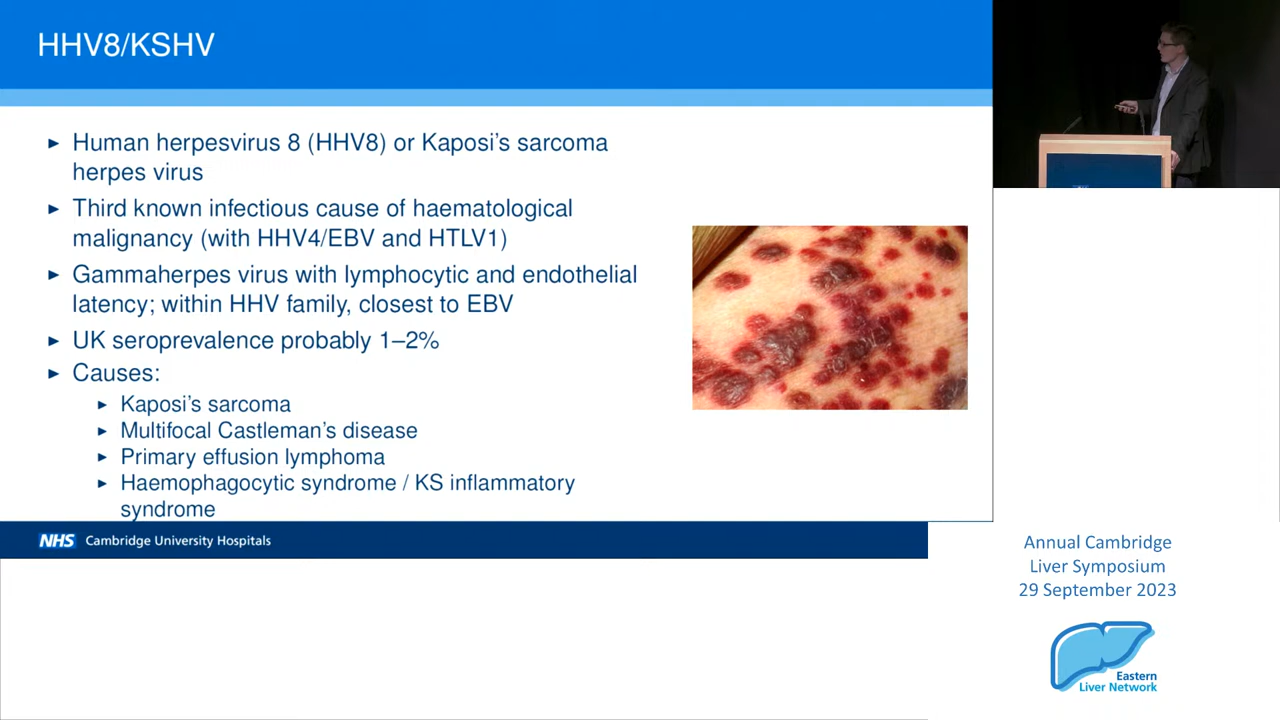 HHV8/KSHV
Human herpesvirus 8 (HHV8) or Kaposi's sarcoma
herpes virus
Third known infectious cause of haematological
malignancy (with HHV4/EBV and HTLV1)
Gammaherpes virus with lymphocytic and endothelial
latency; within HHV family, closest to EBV
UK seroprevalence probably 1–2%
Causes:
Kaposi's sarcoma
Multifocal Castleman's disease
Primary effusion lymphoma
Haemophagocytic syndrome / KS inflammatory
syndrome
NHS Cambridge University Hospitals
Annual Cambridge
Liver Symposium
29 September 2023
Eastern
Liver Network